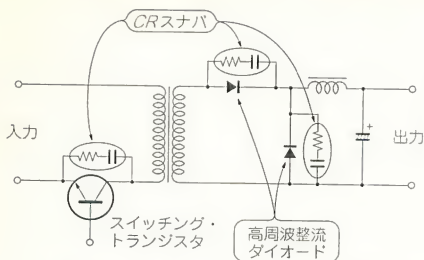 CRスナバ
入力
出力
+
スイッチング・
トランジスタ
高周波整流
ダイオード